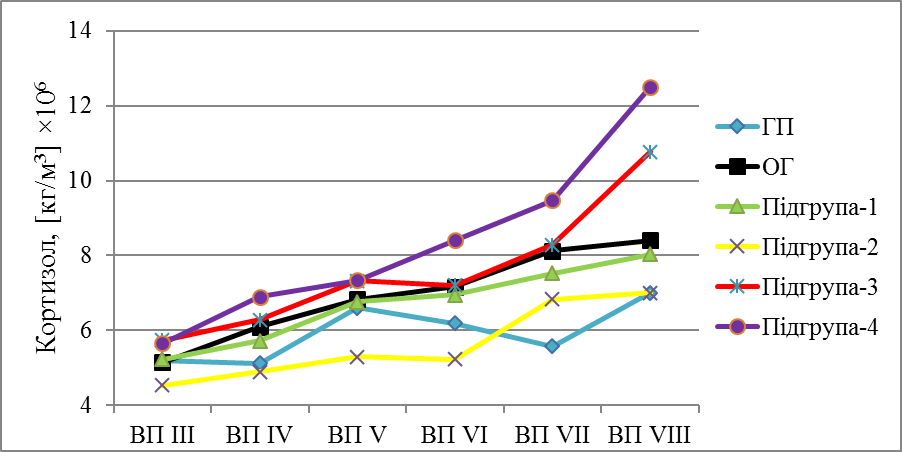 Кортизол, [кг/м³] ×10⁶
14
12
10
8
6
4
ВП III ВП IV ВП V ВП VI ВП VII ВП VIII
ГП
ОГ
Підгрупа-1
Підгрупа-2
Підгрупа-3
Підгрупа-4